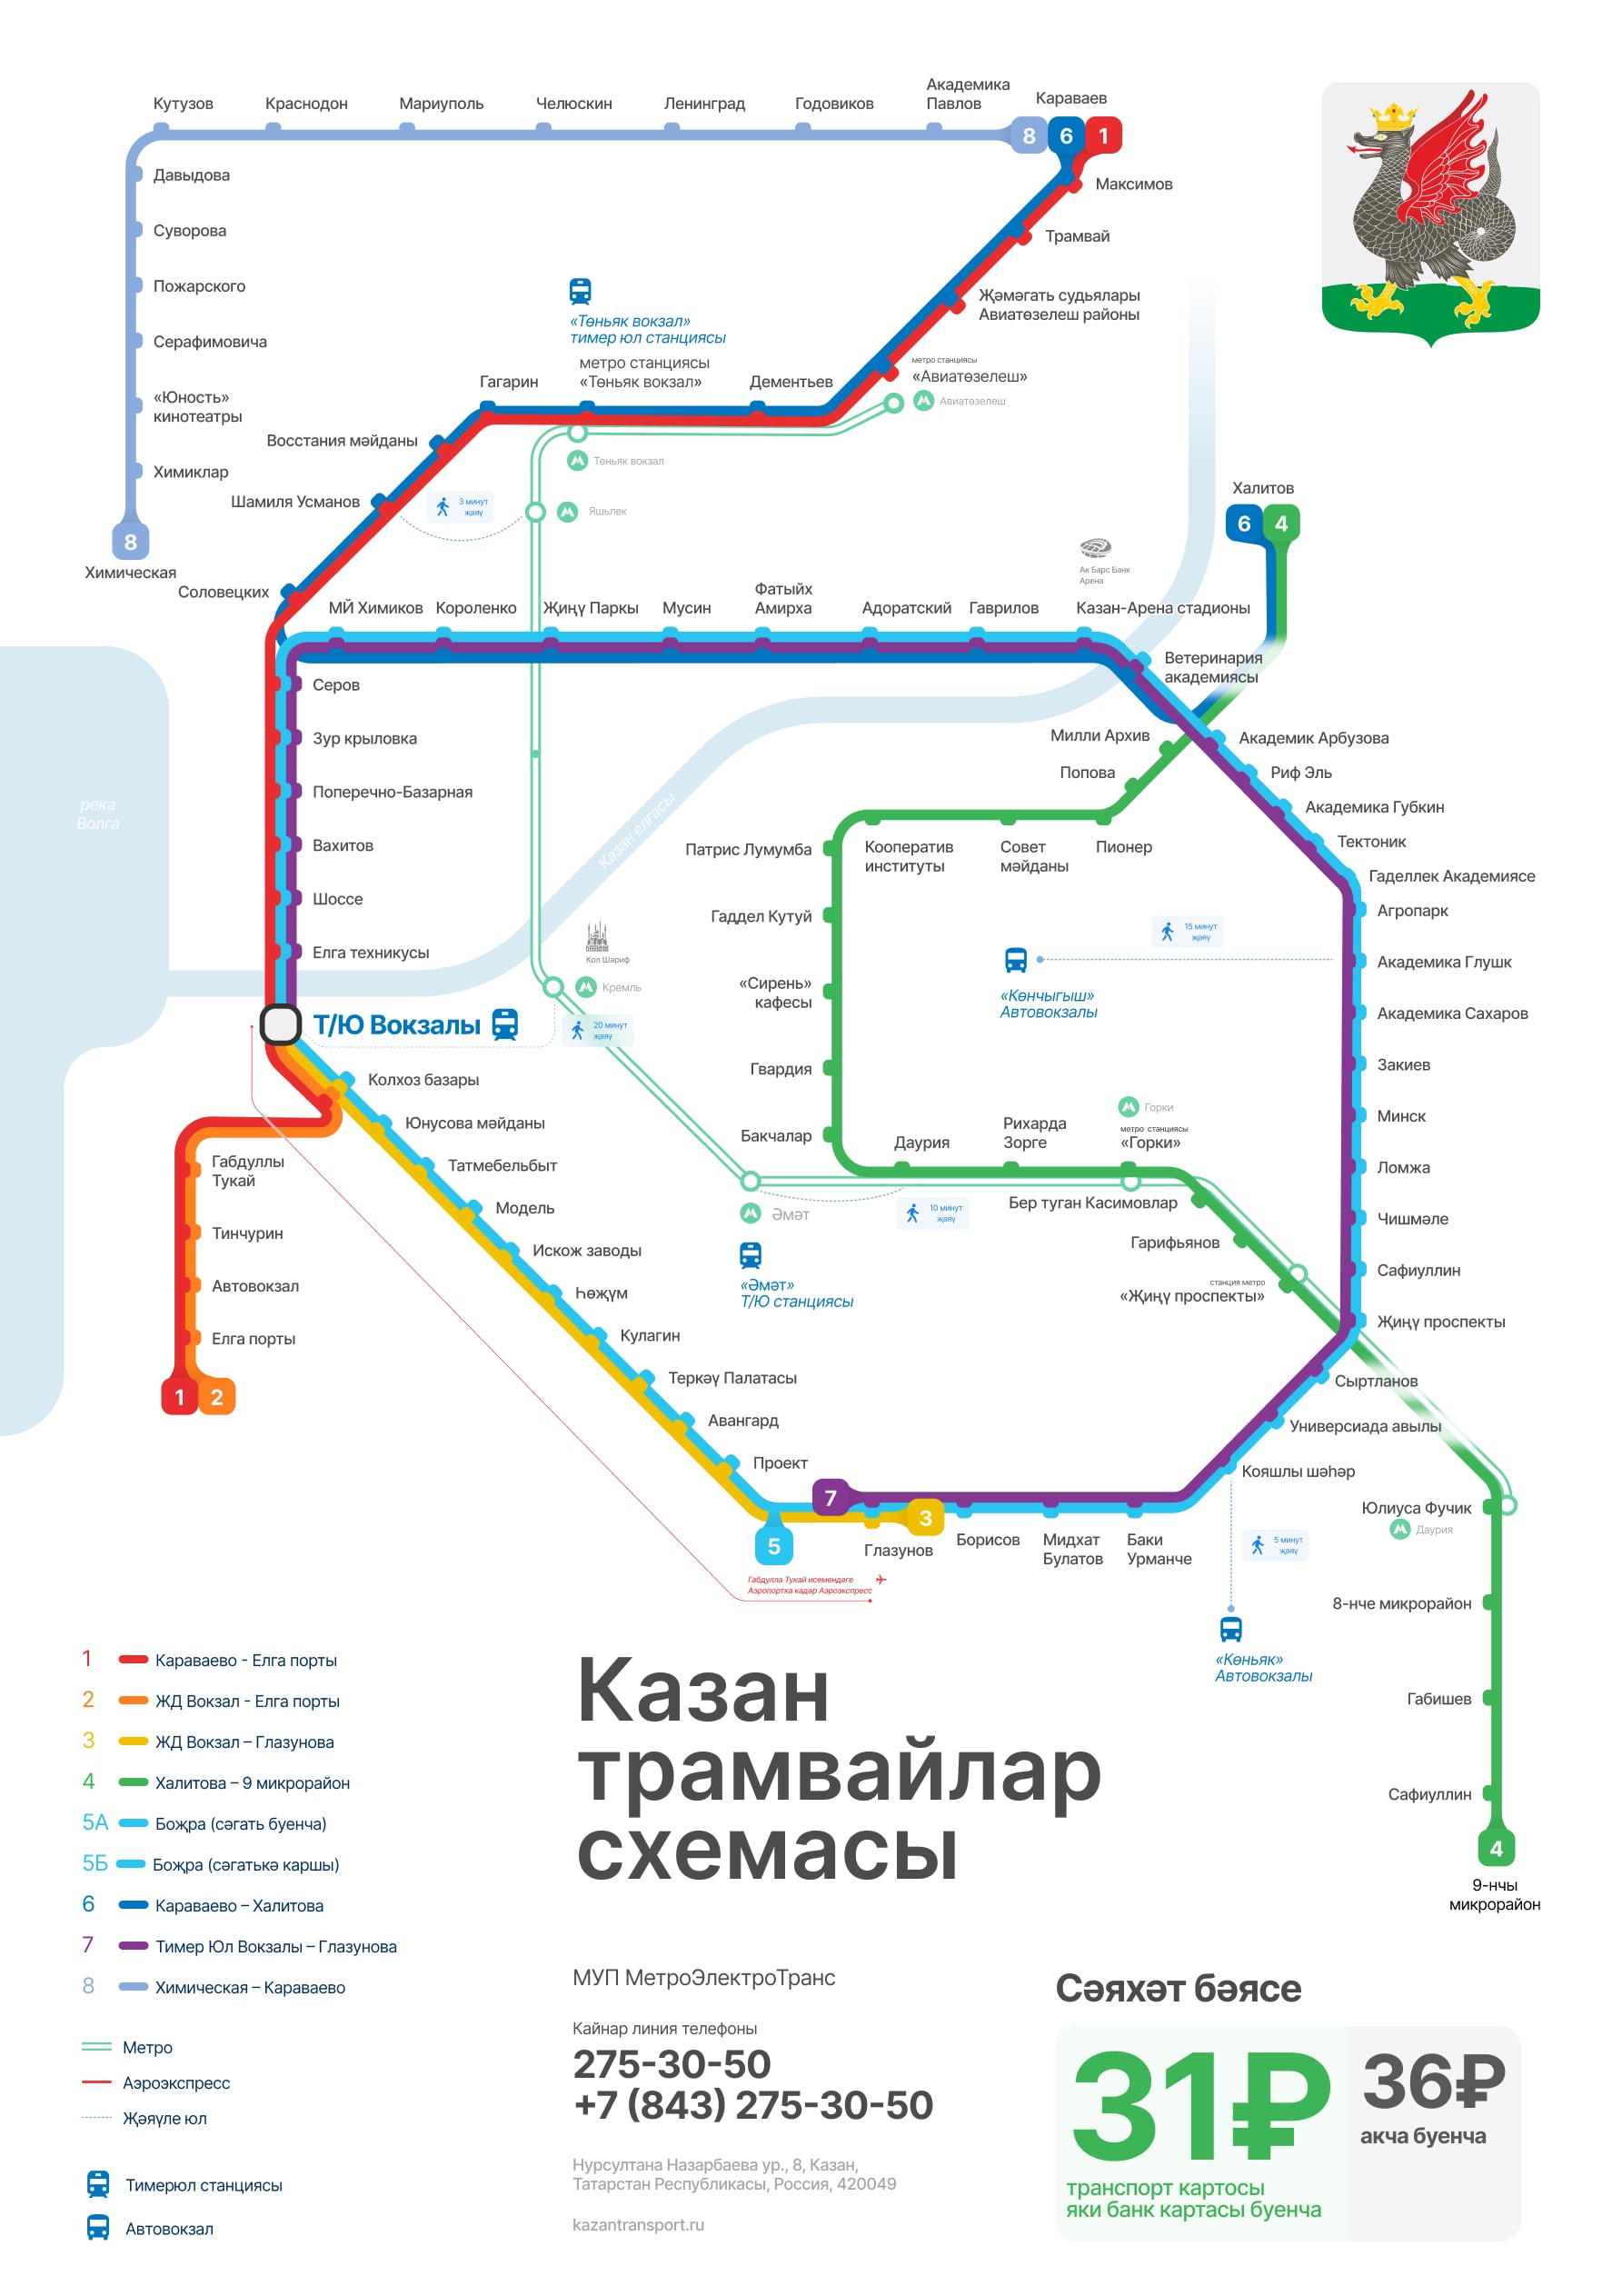 Кутузов
Краснодон
Мариуполь
Челюскин
Ленинград
Годовиков
Академика
Павлов
Караваев
8
6
1
Максимов
Трамвай
Җәмәгать судьялары
Авиатөзелеш районы
метро станциясы
«Авиатөзелеш»
Авиатөзелеш
Давыдова
Суворова
Пожарского
Серафимовича
«Юность»
кинотеатры
Химиклар
8
Химическая
«Төньяк вокзал»
тимер юл станциясы
метро станциясы
«Төньяк вокзал»
Дементьев
Гагарин
Восстания мәйданы
Шамиля Усманов
3 минут
җәяү
Төньяк вокзал
Яшьлек
Соловецких
Халитов
6
4
Ак Барс Банк
Арена
МЙ Химиков
Короленко
Җиңү Паркы
Мусин
Фатыйх
Амирха
Адоратский
Гаврилов
Казан-Арена стадионы
Ветеринария
академиясы
Серов
Зур крыловка
Поперечно-Базарная
Вахитов
Шоссе
Елга техникусы
река
Волга
Казан елгасы
Милли Архив
Попова
Академик Арбузова
Риф Эль
Академика Губкин
Тектоник
Гаделлек Академиясе
Агропарк
Академика Глушк
Академика Сахаров
Закиев
Минск
Ломжа
Чишмәле
Сафиуллин
Җиңү проспекты
Патрис Лумумба
Кооператив
институты
Совет
мәйданы
Пионер
Гаддел Кутуй
«Сирень»
кафесы
Гвардия
Бакчалар
15 минут
җәяү
«Көнчыгыш»
Автовокзалы
Кол Шәриф
Кремль
20 минут
җәяү
Т/Ю Вокзалы
Колхоз базары
Юнусова мәйданы
Татмебельбыт
Модель
Искож заводы
Һөҗүм
Кулагин
Теркәү Палатасы
Авангард
Проект
Габдуллы
Тукай
Тинчурин
Автовокзал
Елга порты
1
2
Даурия
Рихарда
Зорге
Горки
метро станциясы
«Горки»
Әмәт
10 минут
җәяү
«Әмәт»
Т/Ю станциясы
Бер туган Касимовлар
Гарифьянов
станция метро
«Җиңү проспекты»
Сыртланов
Универсиада авылы
Кояшлы шәһәр
7
3
5
Глазунов
Борисов
Мидхат
Булатов
Баки
Урманче
Габдулла Тукай исемендәге
Аэропортка кадәр Аэроэкспресс
5 минут
җәяү
«Көньяк»
Автовокзалы
Юлиуса Фучик
Даурия
8-нче микрорайон
Габишев
Сафиуллин
4
9-нчы
микрорайон
1 Караваево - Елга порты
2 ЖД Вокзал - Елга порты
3 ЖД Вокзал – Глазунова
4 Халитова – 9 микрорайон
5А Боҗра (сәгать буенча)
5Б Боҗра (сәгатькә каршы)
6 Караваево – Халитова
7 Тимер Юл Вокзалы – Глазунова
8 Химическая – Караваево
Метро
Аэроэкспресс
Җәяүле юл
Тимерюл станциясы
Автовокзал
Казан
трамвайлар
схемасы
МУП МетроЭлектроТранс
Кайнар линия телефоны
275-30-50
+7 (843) 275-30-50
Нурсултана Назарбаева ур., 8, Казан,
Татарстан Республикасы, Россия, 420049
kazantransport.ru
Сәяхәт бәясе
31₽
транспорт картосы
яки банк картасы буенча
36₽
акча буенча